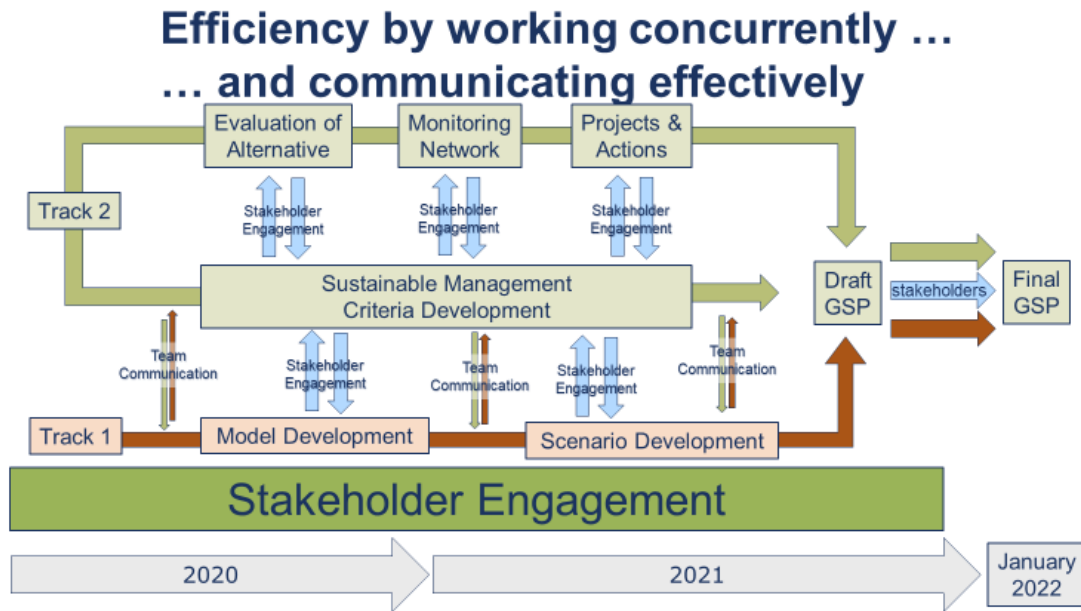 Efficiency by working concurrently …
… and communicating effectively
Evaluation of
Alternative
Monitoring
Network
Projects &
Actions
Stakeholder
Engagement
Stakeholder
Engagement
Stakeholder
Engagement
Track 2
Sustainable Management
Criteria Development
Draft
GSP
stakeholders
Final
GSP
Team
Communication
Stakeholder
Engagement
Team
Communication
Stakeholder
Engagement
Team
Communication
Track 1
Model Development
Scenario Development
Stakeholder Engagement
2020
2021
January
2022